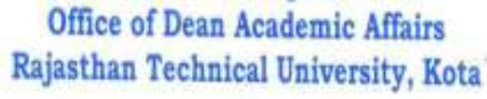 Office of Dean Academic Affairs
Rajasthan Technical University, Kota